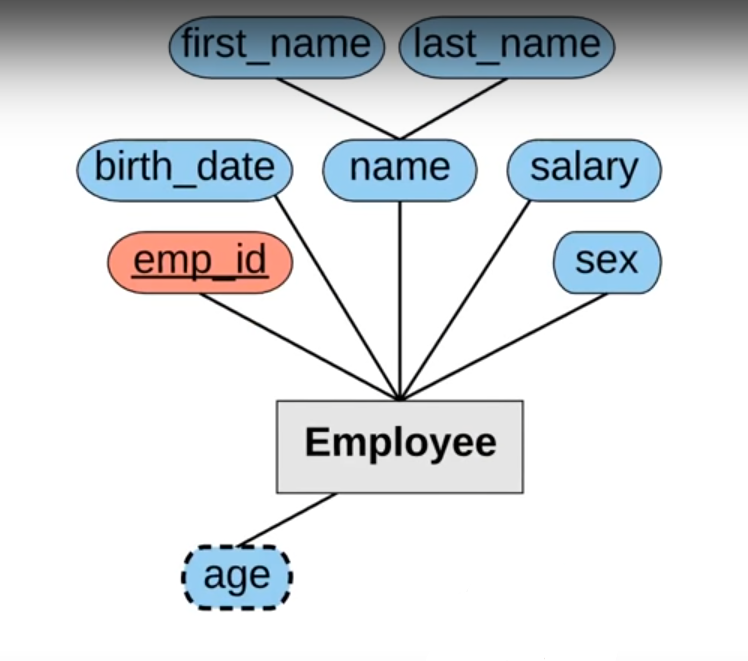 first_name last_name
birth_date name salary
emp_id sex
Employee
age